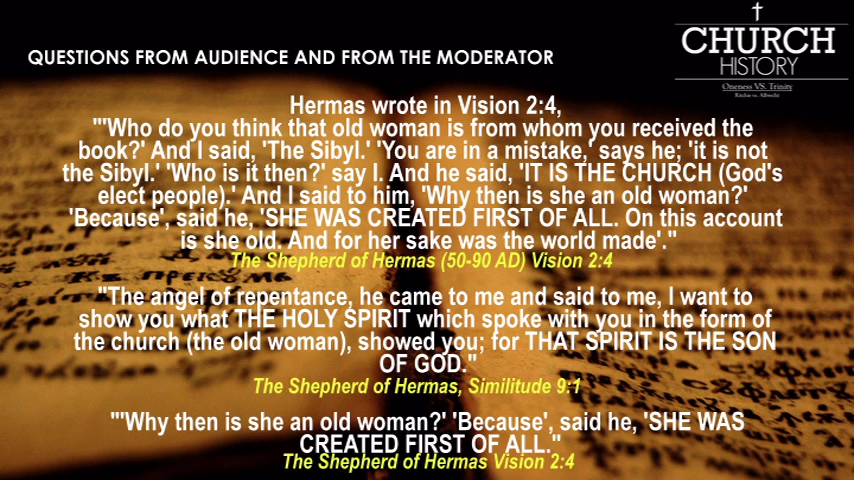 QUESTIONS FROM AUDIENCE AND FROM THE MODERATOR
CHURCH
HISTORY
Oneness VS. Trinity
Ritchie vs. Albrecht
Hermas wrote in Vision 2:4,
"'Who do you think that old woman is from whom you received the
book?' And I said, 'The Sibyl.' 'You are in a mistake,' says he; 'it is not
the Sibyl.' 'Who is it then?' say I. And he said, 'IT IS THE CHURCH (God's
elect people).' And I said to him, 'Why then is she an old woman?'
'Because', said he, 'SHE WAS CREATED FIRST OF ALL. On this account
is she old. And for her sake was the world made'."
The Shepherd of Hermas (50-90 AD) Vision 2:4
"The angel of repentance, he came to me and said to me, I want to
show you what THE HOLY SPIRIT which spoke with you in the form of
the church (the old woman), showed you; for THAT SPIRIT IS THE SON
OF GOD."
The Shepherd of Hermas, Similitude 9:1
"'Why then is she an old woman?' 'Because', said he, 'SHE WAS
CREATED FIRST OF ALL."
The Shepherd of Hermas Vision 2:4